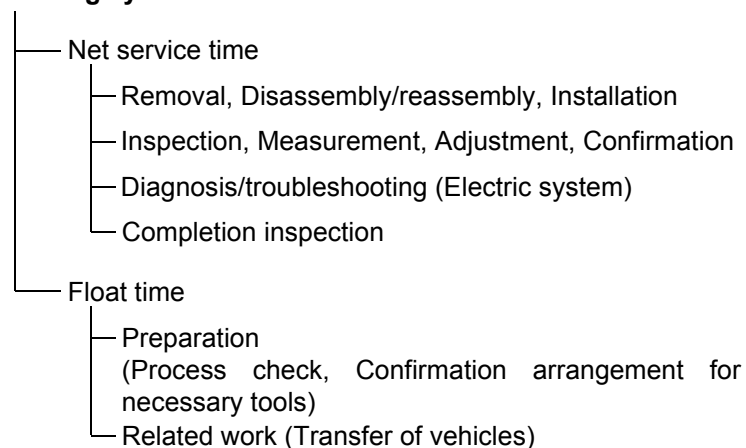 Net service time
Removal, Disassembly/reassembly, Installation
Inspection, Measurement, Adjustment, Confirmation
Diagnosis/troubleshooting (Electric system)
Completion inspection
Float time
Preparation
(Process check, Confirmation arrangement for
necessary tools)
Related work (Transfer of vehicles)